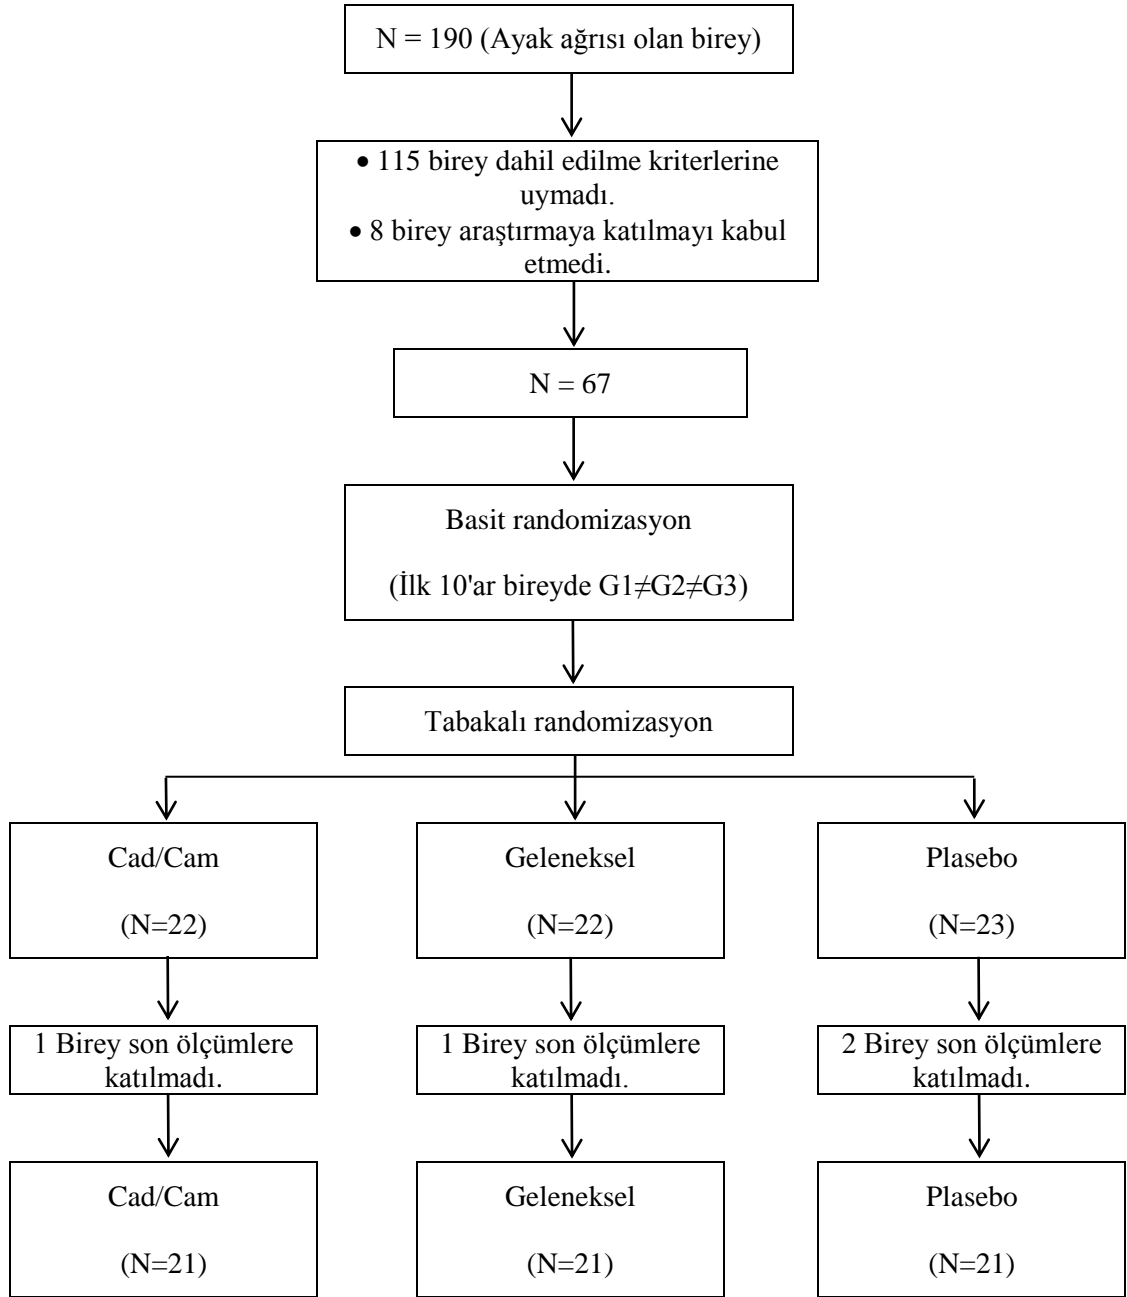 N = 190 (Ayak ağrısı olan birey)
• 115 birey dahil edilme kriterlerine
uymadı.
• 8 birey araştırmaya katılmayı kabul
etmedi.
N = 67
Basit randomizasyon
(İlk 10'ar bireyde G1≠G2≠G3)
Tabakalı randomizasyon
Cad/Cam
(N=22)
Geleneksel
(N=22)
Plasebo
(N=23)
1 Birey son ölçümlere
katılmadı.
1 Birey son ölçümlere
katılmadı.
2 Birey son ölçümlere
katılmadı.
Cad/Cam
(N=21)
Geleneksel
(N=21)
Plasebo
(N=21)